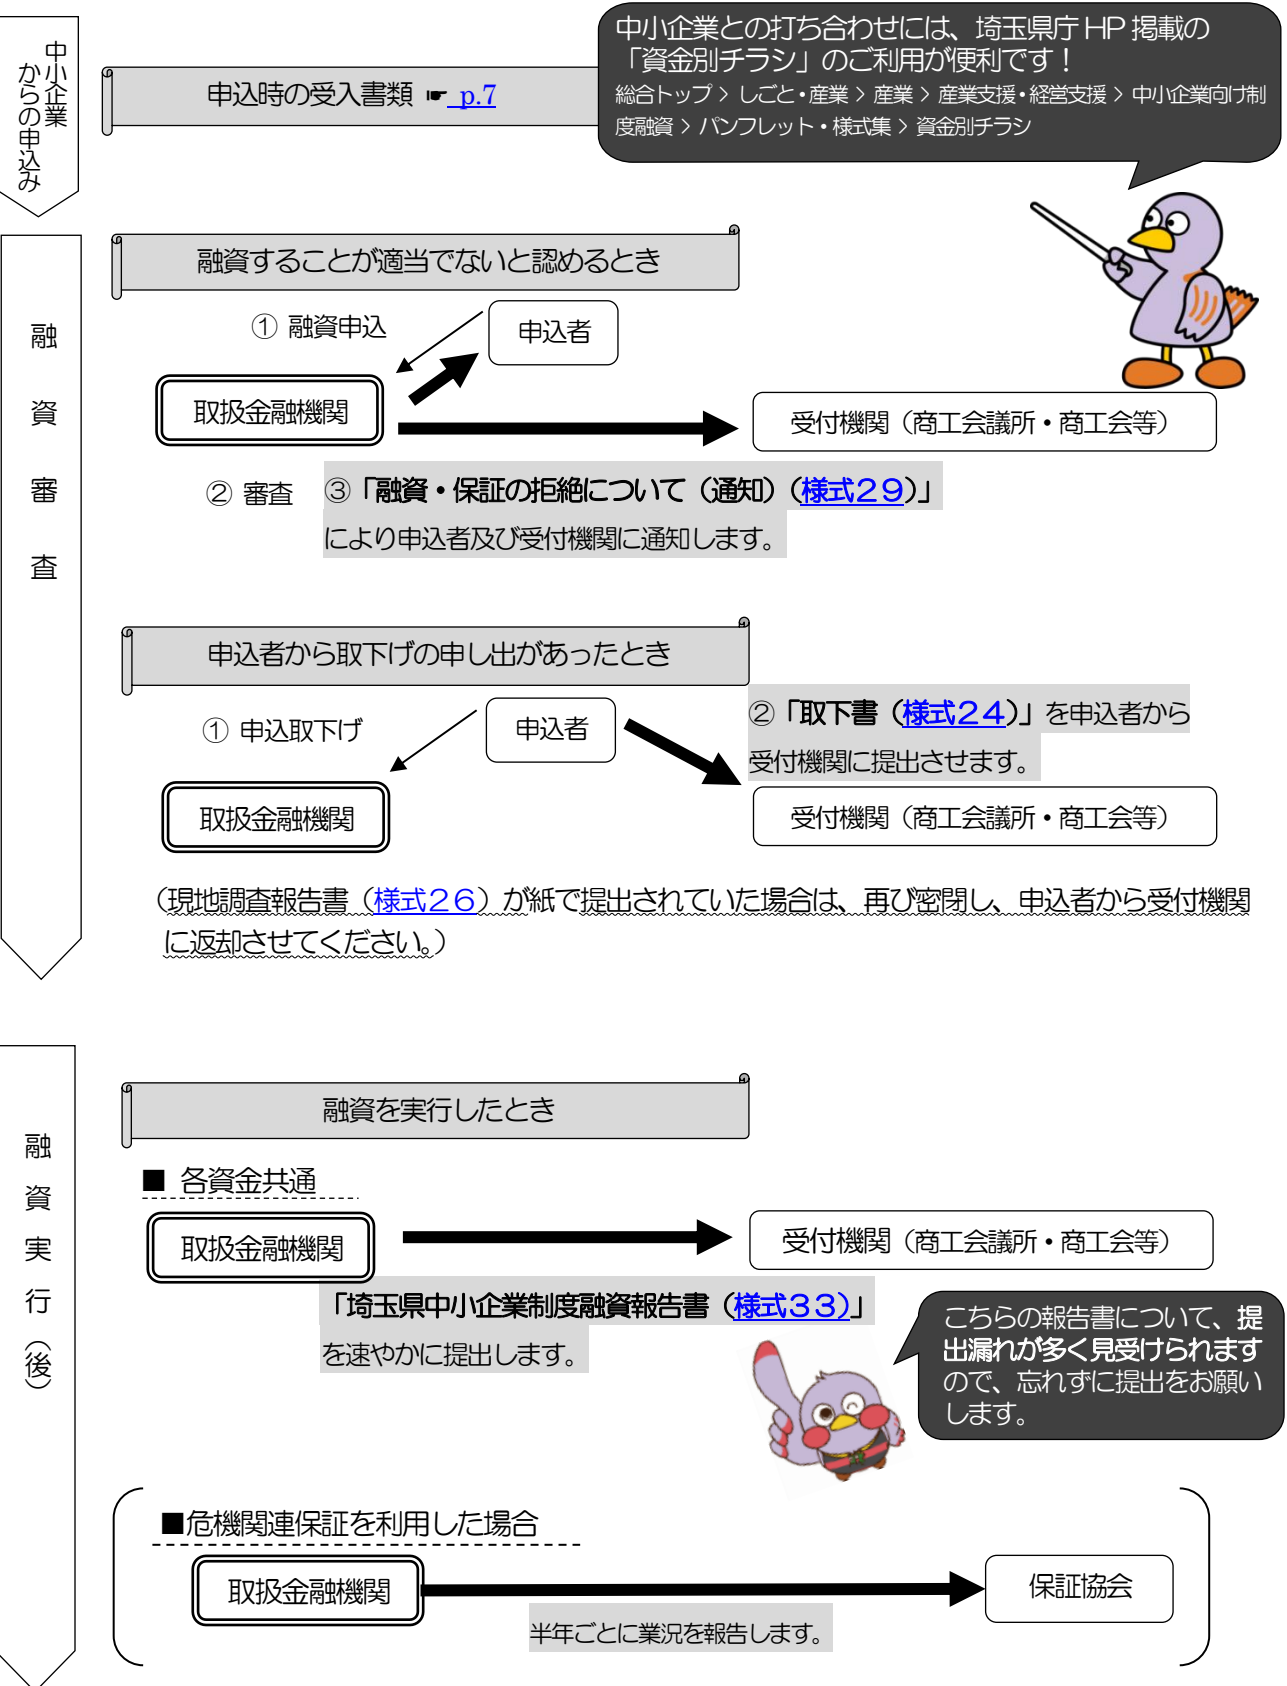 中小企業
からの申込み
申込時の受入書類 ☛ p.7
中小企業との打ち合わせには、埼玉県庁 HP 掲載の
「資金別チラシ」のご利用が便利です！
総合トップ > しごと・産業 > 産業 > 産業支援・経営支援 > 中小企業向け制
度融資 > パンフレット・様式集 > 資金別チラシ
融資審査
融資することが適当でないと認めるとき
① 融資申込
申込者
取扱金融機関
受付機関（商工会議所・商工会等）
② 審査
③「融資・保証の拒絶について（通知）（様式２９）」
により申込者及び受付機関に通知します。
申込者から取下げの申し出があったとき
① 申込取下げ
申込者
②「取下書（様式２４）」を申込者から
受付機関に提出させます。
取扱金融機関
受付機関（商工会議所・商工会等）
（現地調査報告書（様式２６）が紙で提出されていた場合は、再び密閉し、申込者から受付機関
に返却させてください。）
融資実行（後）
融資を実行したとき
■ 各資金共通
取扱金融機関
受付機関（商工会議所・商工会等）
「埼玉県中小企業制度融資報告書（様式３３）」
を速やかに提出します。
こちらの報告書について、提
出漏れが多く見受けられます
ので、忘れずに提出をお願い
します。
■危機関連保証を利用した場合
取扱金融機関
保証協会
半年ごとに業況を報告します。